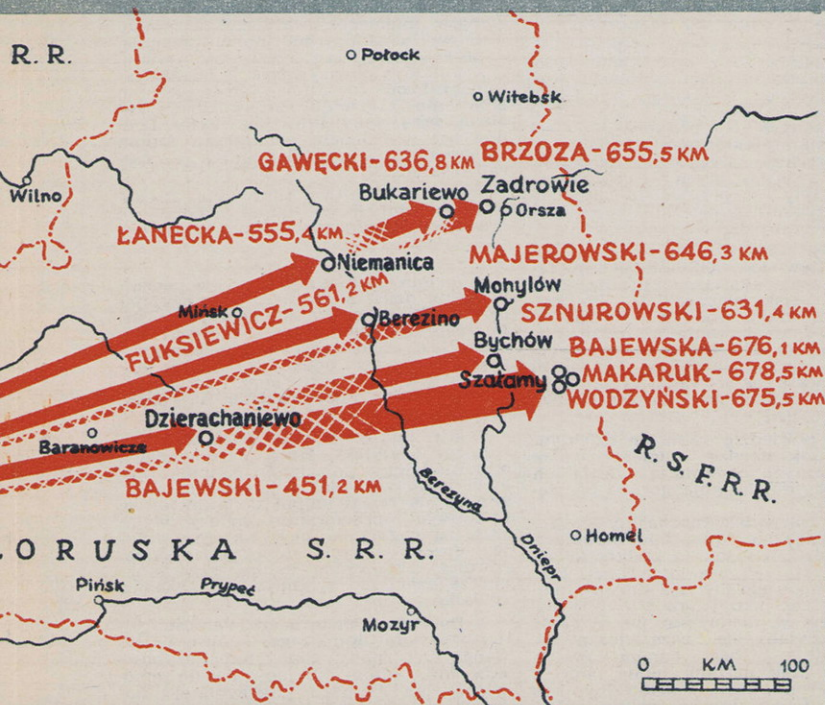 R. R.
Połock
Witebsk
GAWĘCKI-636,8 KM
BRZOZA-655,5 KM
Wilno
Bukariewo
Zadrowie
Orsza
ŁANECKA-555,4 KM
Niemanica
MAJEROWSKI-646,3 KM
Mohylów
Mińsk
FUKSIEWICZ-561,2 KM
Berezino
SZNUROWSKI-631,4 KM
Bychów
BAJEWSKA-676,1 KM
Szałamy
MAKARUK-678,5 KM
WODZYŃSKI-675,5 KM
Dzierachaniewo
Baranowicze
BAJEWSKI-451,2 KM
Berezyna
R. S. F. R. R.
Homel
Dniepr
ORUSKA S. R. R.
Pińsk
Prypeć
Mozyr
0 KM 100